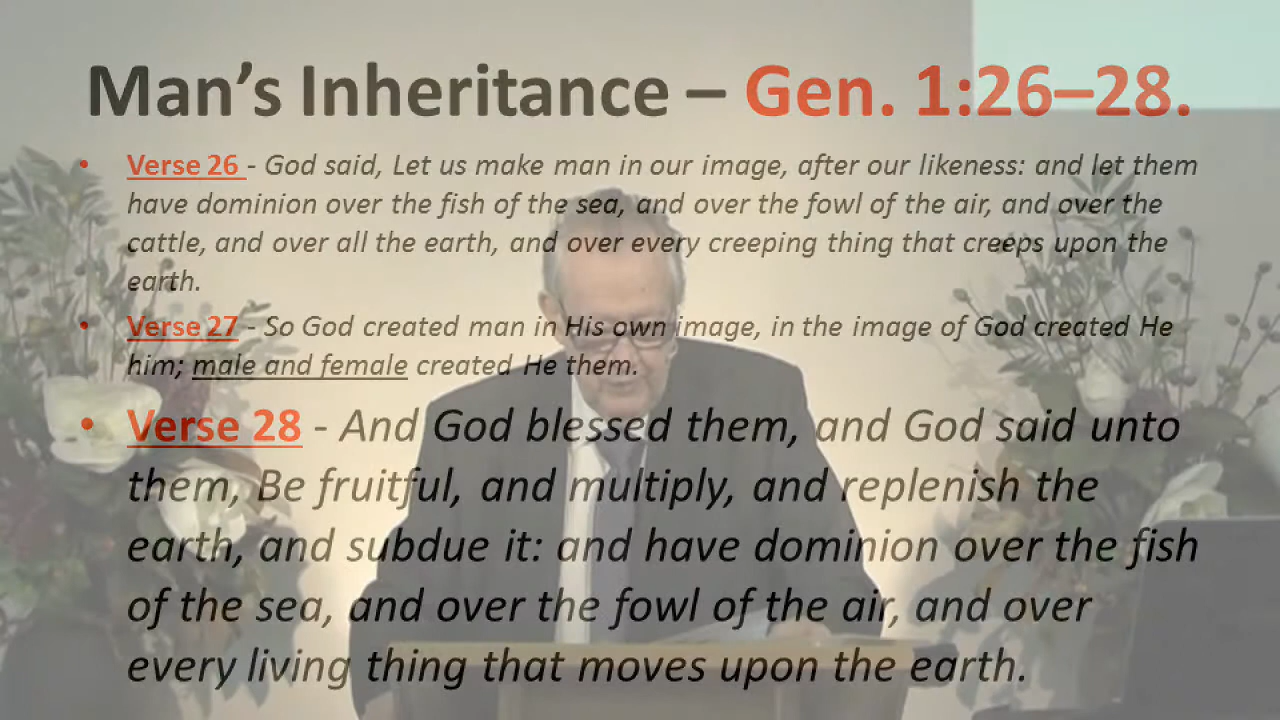 Man's Inheritance – Gen. 1:26–28.
• Verse 26 - God said, Let us make man in our image, after our likeness: and let them
have dominion over the fish of the sea, and over the fowl of the air, and over the
cattle, and over all the earth, and over every creeping thing that creeps upon the
earth.
• Verse 27 - So God created man in His own image, in the image of God created He
him; male and female created He them.
• Verse 28 - And God blessed them, and God said unto
them, Be fruitful, and multiply, and replenish the
earth, and subdue it: and have dominion over the fish
of the sea, and over the fowl of the air, and over
every living thing that moves upon the earth.